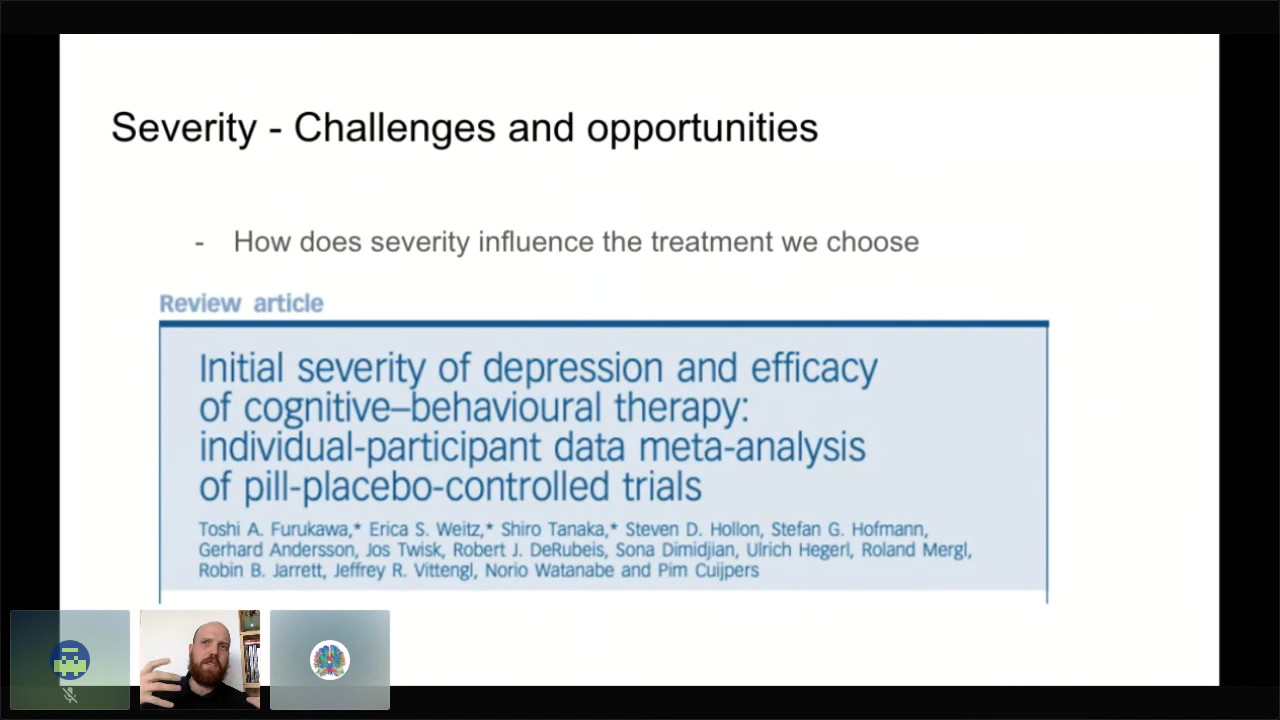 Severity - Challenges and opportunities
- How does severity influence the treatment we choose
Review article
Initial severity of depression and efficacy
of cognitive–behavioural therapy:
individual-participant data meta-analysis
of pill-placebo-controlled trials
Toshi A. Furukawa,* Erica S. Weitz,* Shiro Tanaka,* Steven D. Hollon, Stefan G. Hofmann,
Gerhard Andersson, Jos Twisk, Robert J. DeRubeis, Sona Dimidjian, Ulrich Hegerl, Roland Mergl,
Robin B. Jarrett, Jeffrey R. Vittengl, Norio Watanabe and Pim Cuijpers